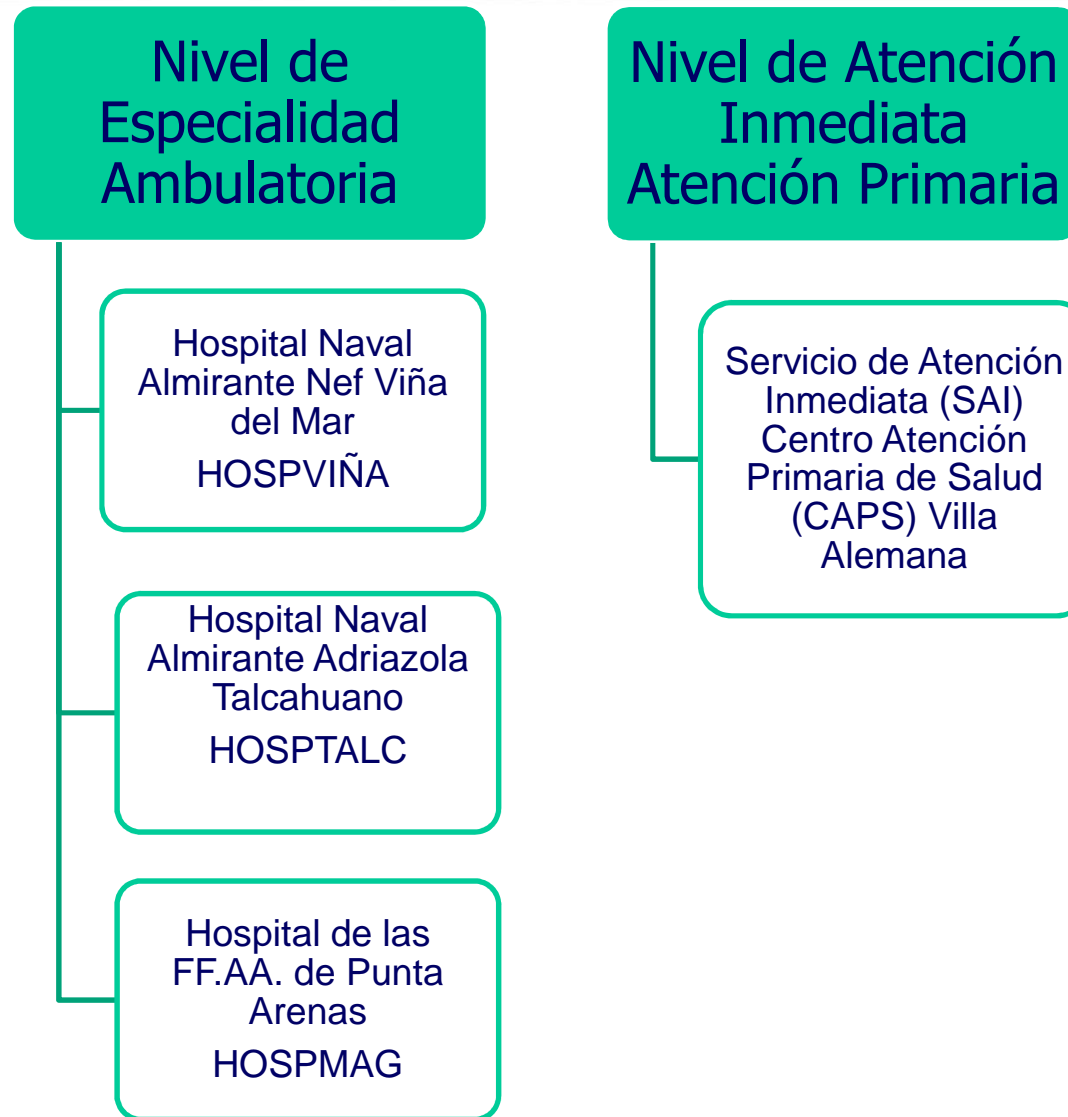 Nivel de
Especialidad
Ambulatoria
Hospital Naval
Almirante Nef Viña
del Mar
HOSPVIÑA
Hospital Naval
Almirante Adriazola
Talcahuano
HOSPTALC
Hospital de las
FF.AA. de Punta
Arenas
HOSPMAG
Nivel de Atención
Inmediata
Atención Primaria
Servicio de Atención
Inmediata (SAI)
Centro Atención
Primaria de Salud
(CAPS) Villa
Alemana